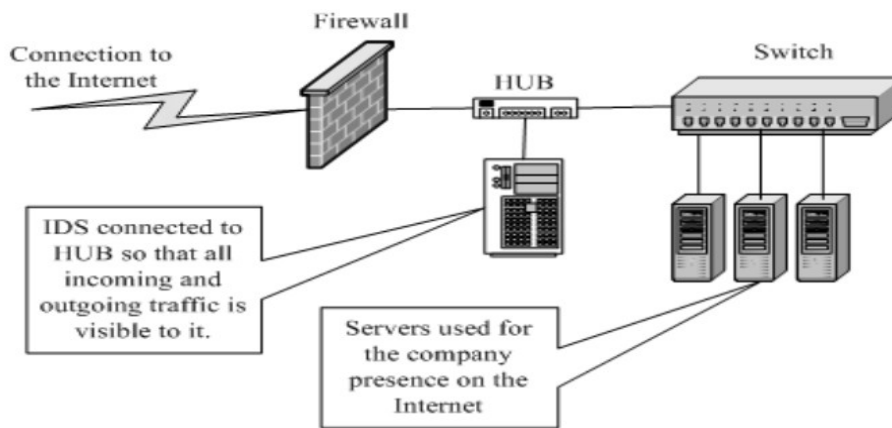 Firewall
Connection to
the Internet
HUB
Switch
IDS connected to
HUB so that all
incoming and
outgoing traffic is
visible to it.
Servers used for
the company
presence on the
Internet